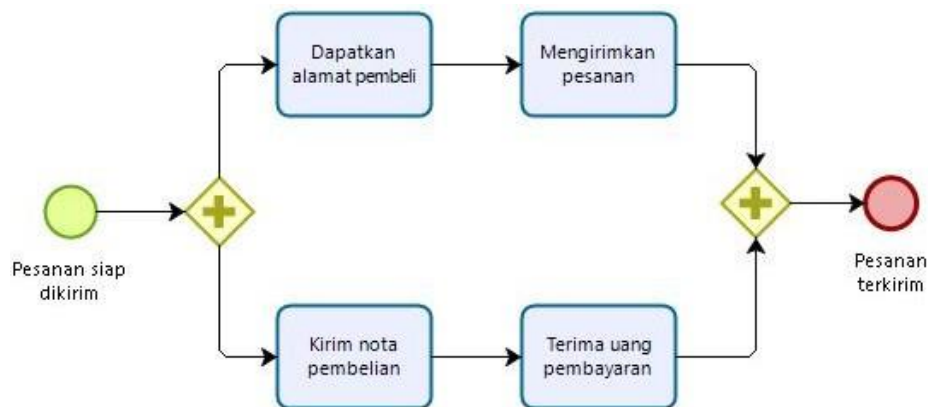 Dapatkan
alamat pembeli
Mengirimkan
pesanan
Pesanan siap
dikirim
Pesanan
terkirim
Kirim nota
pembelian
Terima uang
pembayaran